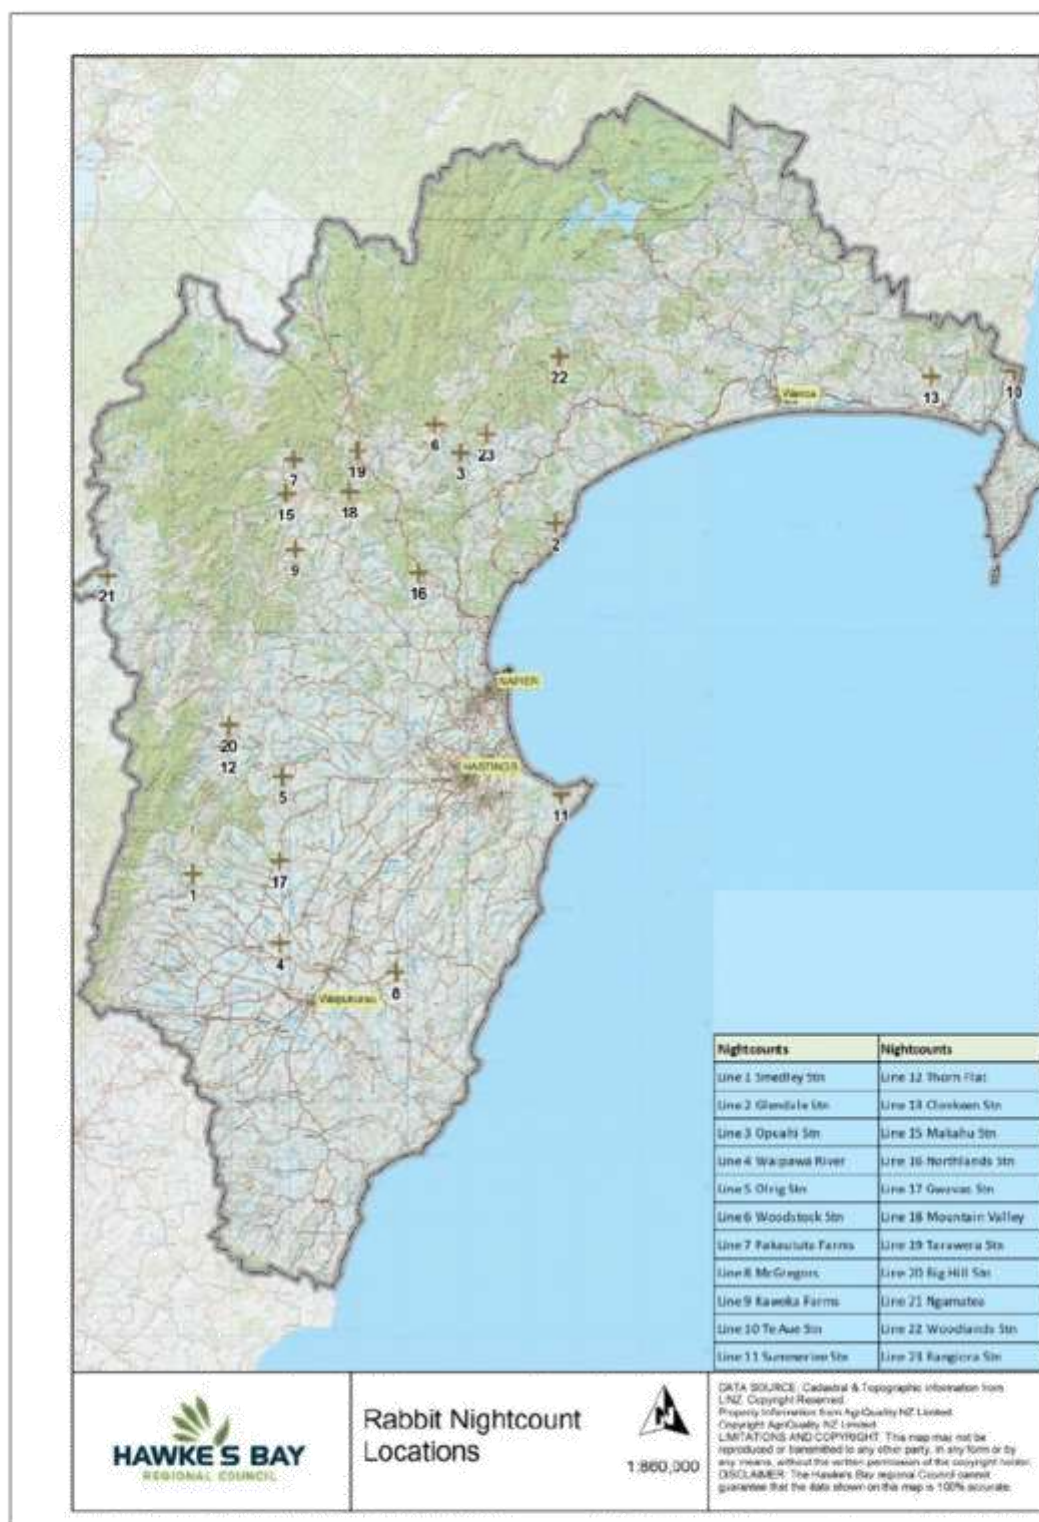 22
Wairoa
13
10
6
23
3
19
7
18
15
2
9
16
21
NAPIER
20
12
HASTINGS
5
11
17
1
4
8
Waipukurau
Nightcounts Nightcounts
Line 1 Smedley Stn Line 12 Thorn Flat
Line 2 Glendale Stn Line 13 Clonkeen Stn
Line 3 Opouahi Stn Line 15 Makahu Stn
Line 4 Waipawa River Line 16 Northlands Stn
Line 5 Olrig Stn Line 17 Gwavas Stn
Line 6 Woodstock Stn Line 18 Mountain Valley
Line 7 Pakaututu Farms Line 19 Tarawera Stn
Line 8 McGregors Line 20 Big Hill Stn
Line 9 Kaweka Farms Line 21 Ngamatea
Line 10 Te Aue Stn Line 22 Woodlands Stn
Line 11 Summerlee Stn Line 23 Rangiora Stn
HAWKE'S BAY
REGIONAL COUNCIL
Rabbit Nightcount
Locations
N
1:860,000
DATA SOURCE: Cadastral & Topographic information from
LINZ. Copyright Reserved.
Property Information from AgriQuality NZ Limited.
Copyright AgriQuality NZ Limited
LIMITATIONS AND COPYRIGHT: This map may not be
reproduced or transmitted to any other party, in any form or by
any means, without the written permission of the copyright holder.
DISCLAIMER: The Hawke's Bay regional Council cannot
guarantee that the data shown on this map is 100% accurate.